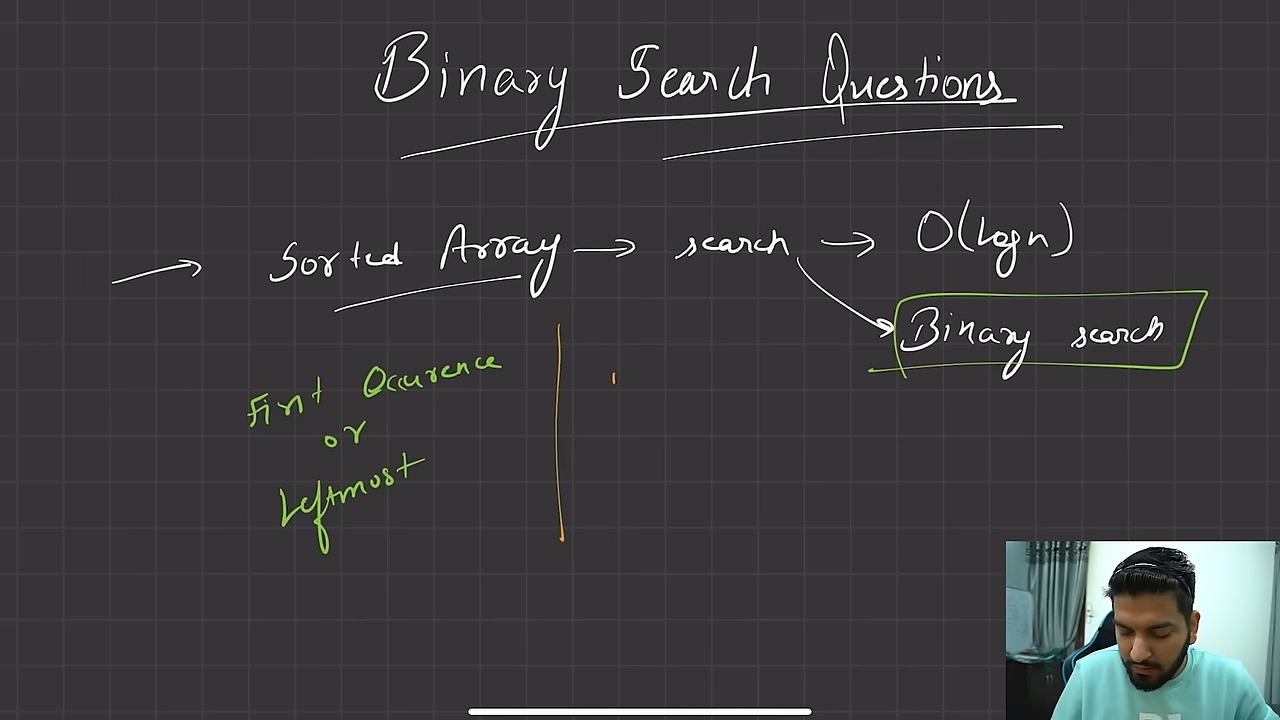 Binary Search Questions
→ Sorted Array → search → O(logn)
Binary search
First Occurence
or
Leftmost